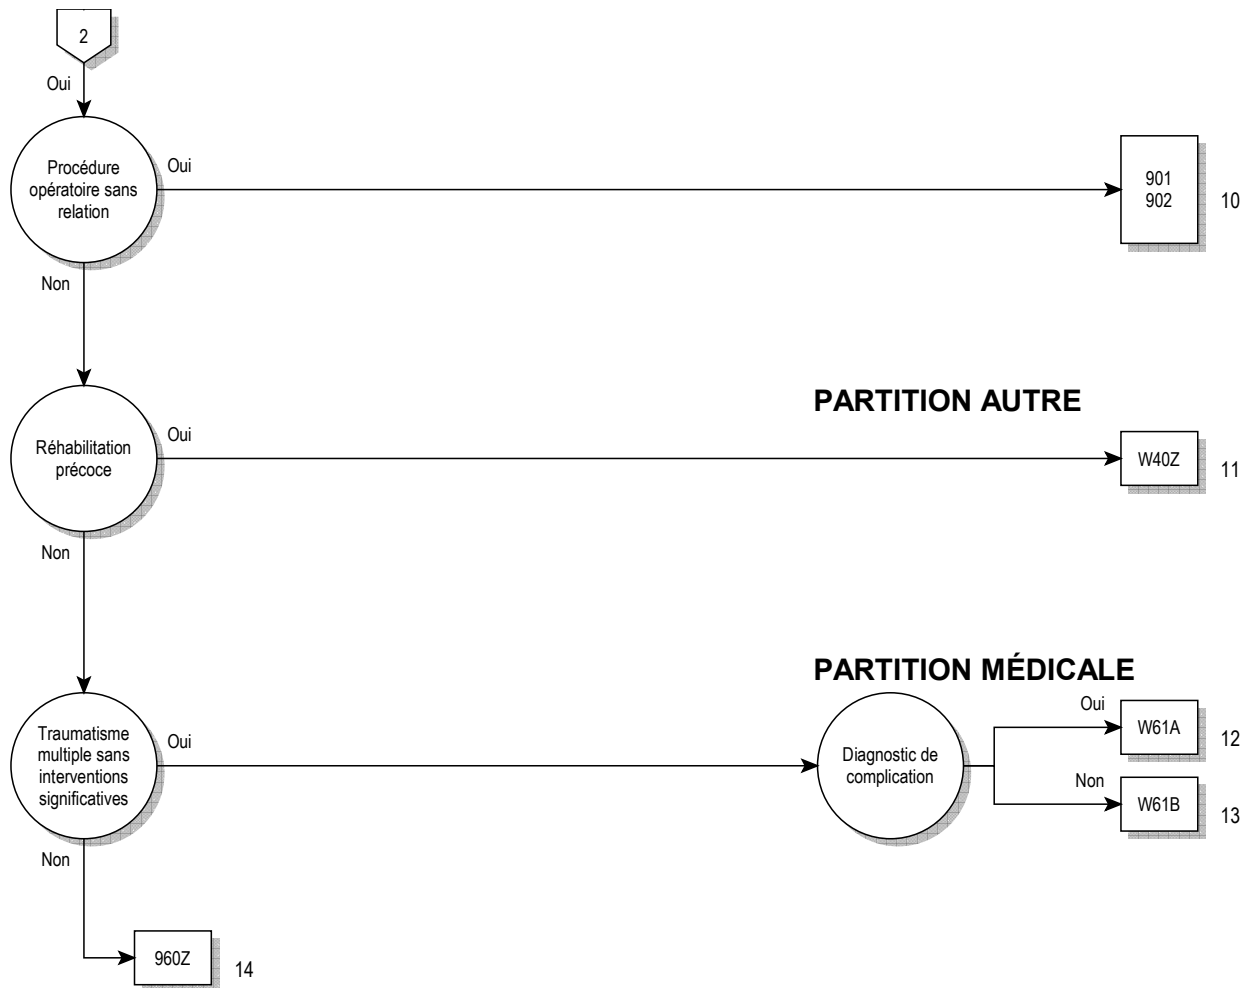 2
Oui
Procédure
opératoire sans
relation
Oui
901
902
10
Non
PARTITION AUTRE
Réhabilitation
précoce
Oui
W40Z
11
Non
PARTITION MÉDICALE
Traumatisme
multiple sans
interventions
significatives
Oui
Diagnostic de
complication
Oui
W61A
12
Non
W61B
13
Non
960Z
14